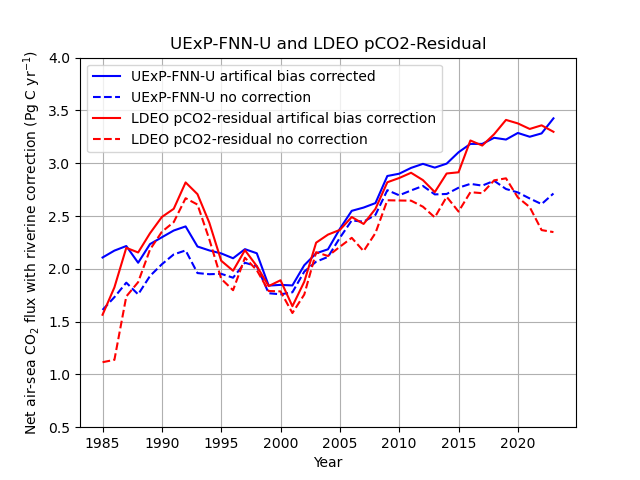 UExP-FNN-U and LDEO pCO2-Residual
UExP-FNN-U artifical bias corrected
UExP-FNN-U no correction
LDEO pCO2-residual artifical bias correction
LDEO pCO2-residual no correction
Net air-sea CO₂ flux with riverine correction (Pg C yr⁻¹)
4.0
3.5
3.0
2.5
2.0
1.5
1.0
0.5
1985 1990 1995 2000 2005 2010 2015 2020
Year